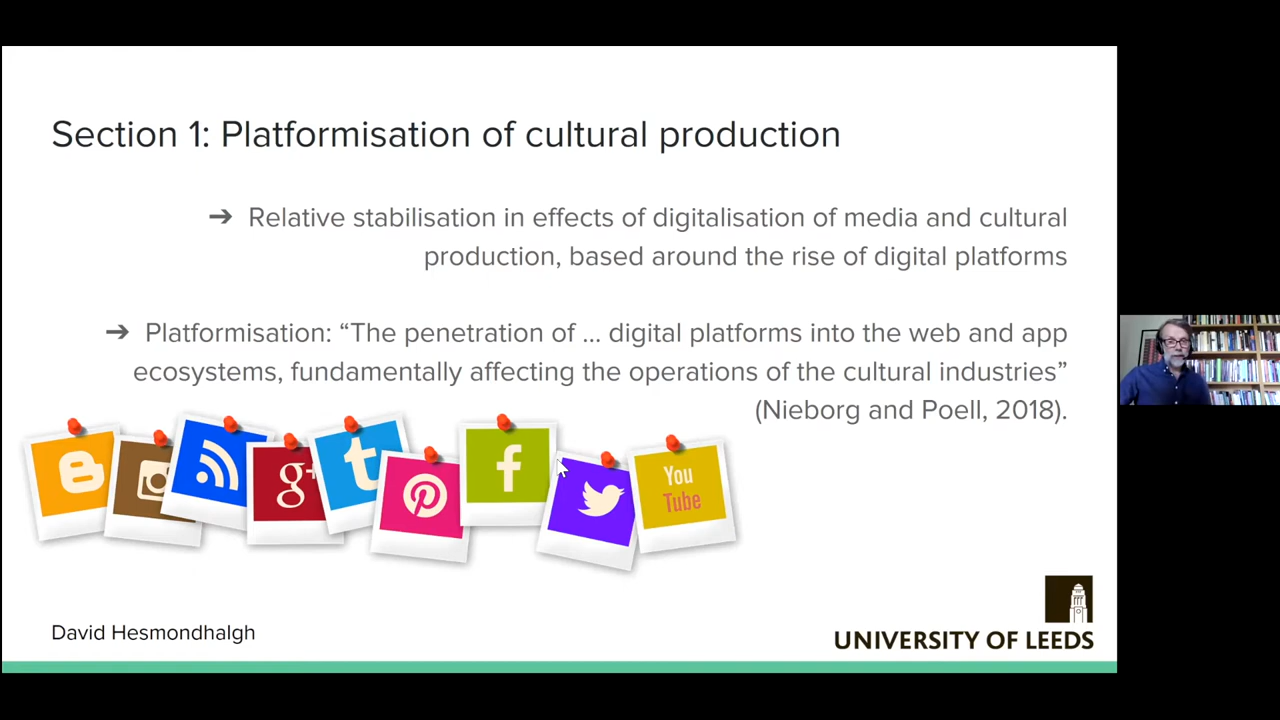 Section 1: Platformisation of cultural production
➔ Relative stabilisation in effects of digitalisation of media and cultural
production, based around the rise of digital platforms
➔ Platformisation: “The penetration of ... digital platforms into the web and app
ecosystems, fundamentally affecting the operations of the cultural industries”
(Nieborg and Poell, 2018).
g+
t
f
You
Tube
David Hesmondhalgh
UNIVERSITY OF LEEDS